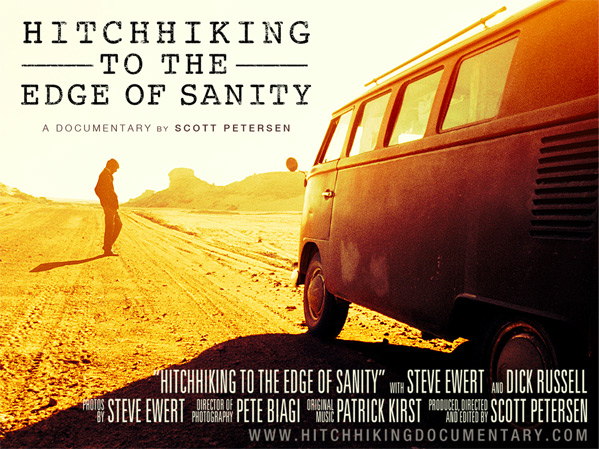 HITCHHIKING
TO THE
EDGE OF SANITY
A DOCUMENTARY BY SCOTT PETERSEN
"HITCHHIKING TO THE EDGE OF SANITY" WITH STEVE EWERT AND DICK RUSSELL
PHOTOS BY STEVE EWERT DIRECTOR OF PHOTOGRAPHY PETE BIAGI ORIGINAL MUSIC PATRICK KIRST PRODUCED, DIRECTED AND EDITED BY SCOTT PETERSEN
WWW.HITCHHIKINGDOCUMENTARY.COM